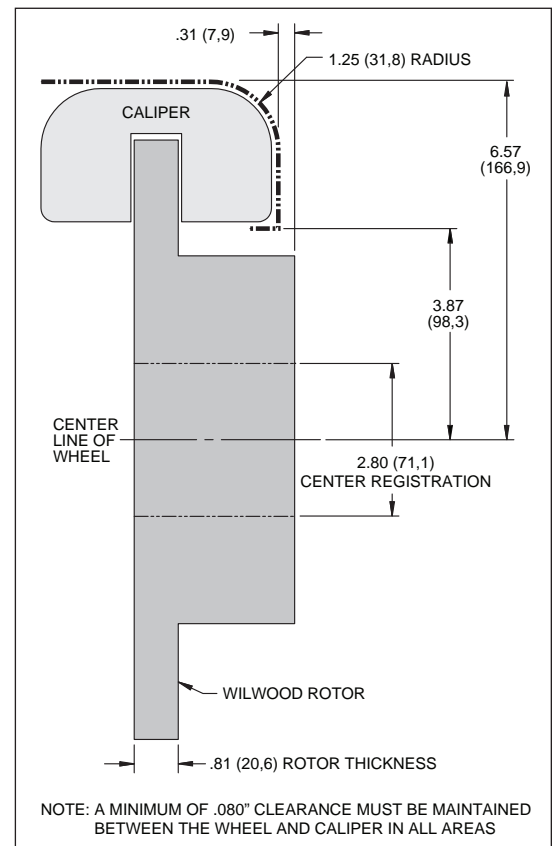 .31 (7,9)
1.25 (31,8) RADIUS
CALIPER
6.57
(166,9)
3.87
(98,3)
CENTER
LINE OF
WHEEL
2.80 (71,1)
CENTER REGISTRATION
WILWOOD ROTOR
.81 (20,6) ROTOR THICKNESS
NOTE: A MINIMUM OF .080" CLEARANCE MUST BE MAINTAINED
BETWEEN THE WHEEL AND CALIPER IN ALL AREAS